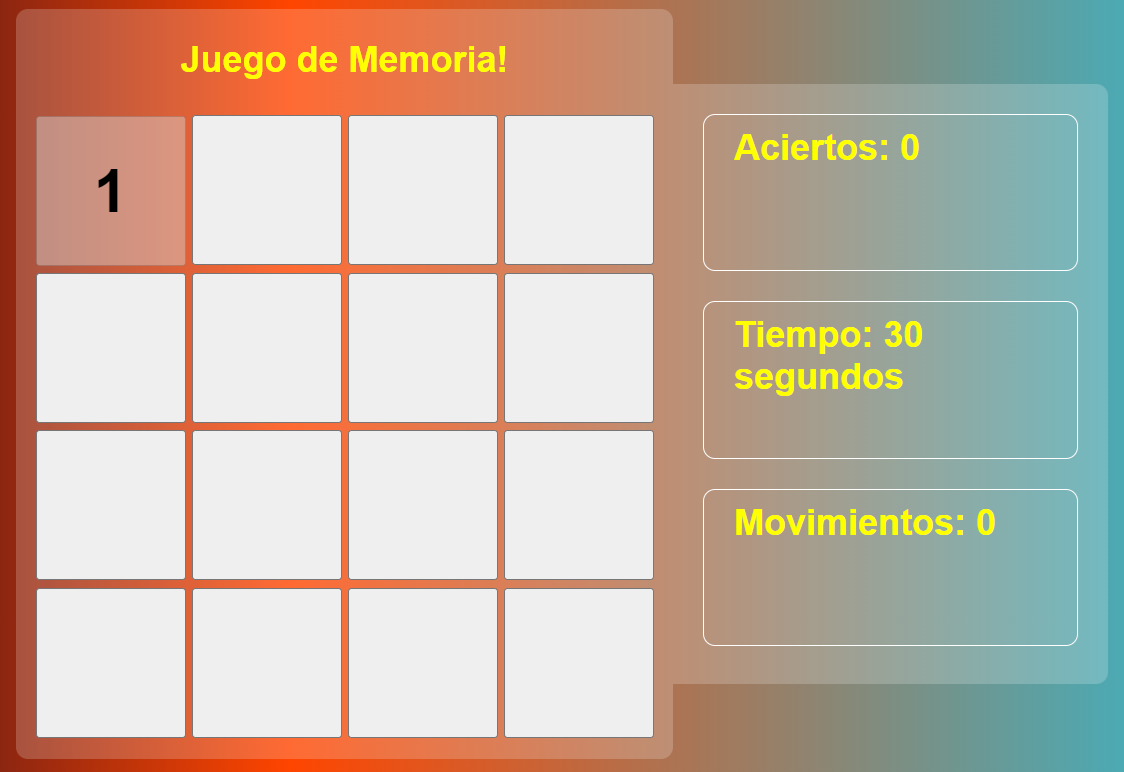 Juego de Memoria!
1
Aciertos: 0
Tiempo: 30
segundos
Movimientos: 0